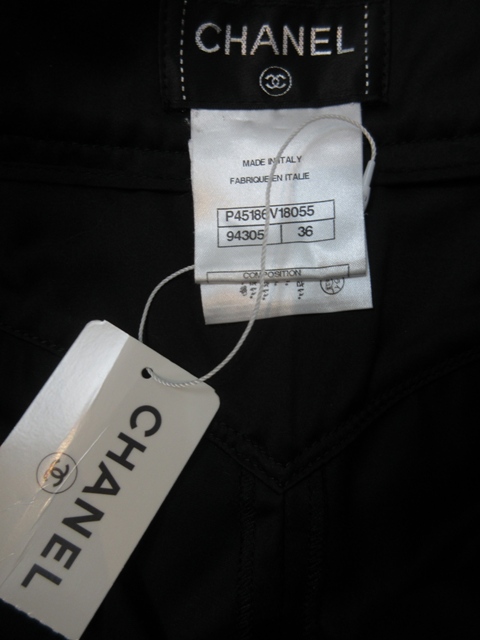 CHANEL
MADE IN ITALY
FABRIQUE EN ITALIE
P45186V18055
94305 36
COMPOSITION
CHANEL